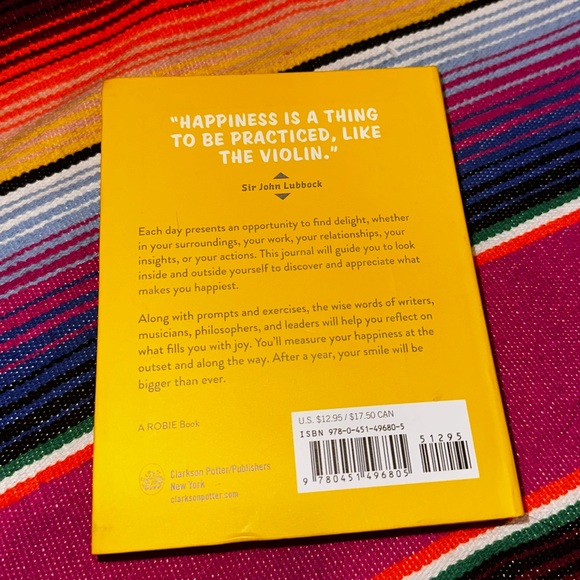 "HAPPINESS IS A THING
TO BE PRACTICED, LIKE
THE VIOLIN."
Sir John Lubbock
Each day presents an opportunity to find delight, whether
in your surroundings, your work, your relationships, your
insights, or your actions. This journal will guide you to look
inside and outside yourself to discover and appreciate what
makes you happiest.
Along with prompts and exercises, the wise words of writers,
musicians, philosophers, and leaders will help you reflect on
what fills you with joy. You'll measure your happiness at the
outset and along the way. After a year, your smile will be
bigger than ever.
A ROBIE Book
Clarkson Potter/Publishers
New York
clarksonpotter.com
U.S. $12.95 / $17.50 CAN
ISBN 978-0-451-49680-5
51295
9 780451 496805